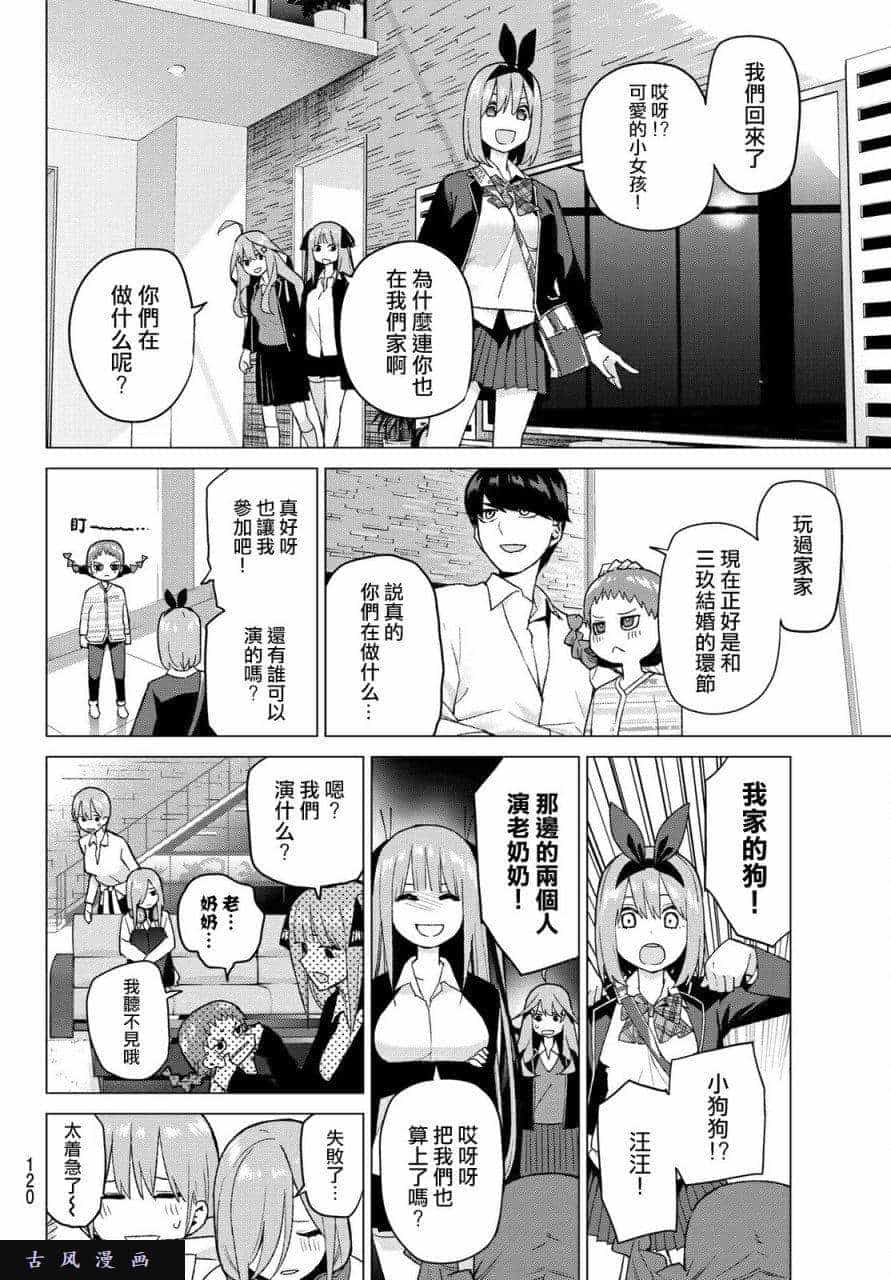 我們回來了
哎呀!?
可愛的小女孩!
為什麼連你也
在我們家啊
你們在
做什么呢?
玩過家家
現在正好是和
三玖結婚的環節
説真的
你們在做什么…
真好呀
也讓我
參加吧!
還有誰可以
演的嗎?
盯~
我家的狗!
小狗狗!?
汪汪!
那邊的兩個人
演老奶奶!
哎呀呀
把我們也
算上了嗎?
嗯?
我們
演什么?
老…
奶奶…
我聽不見哦
失敗了…
太着急了~
120
古风漫画